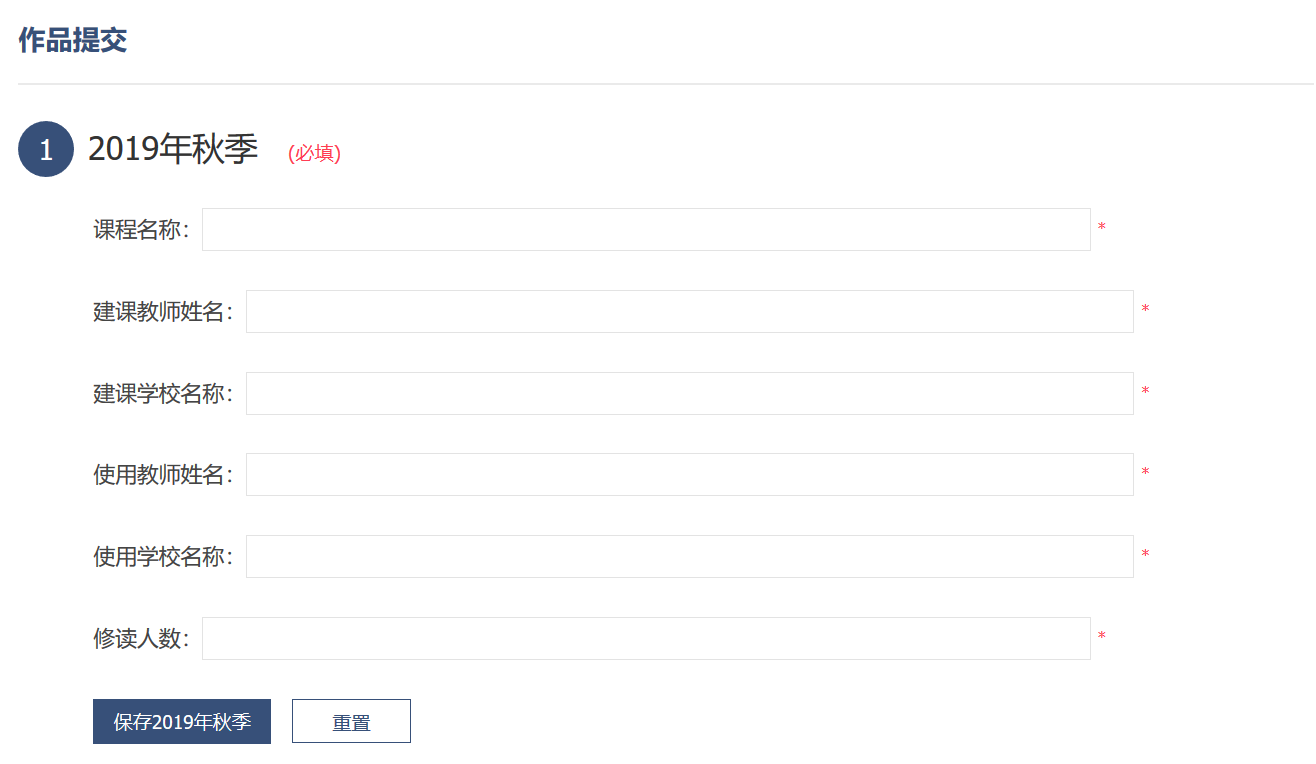 作品提交
1 2019年秋季 (必填)
课程名称： *
建课教师姓名： *
建课学校名称： *
使用教师姓名： *
使用学校名称： *
修读人数： *
保存2019年秋季 重置